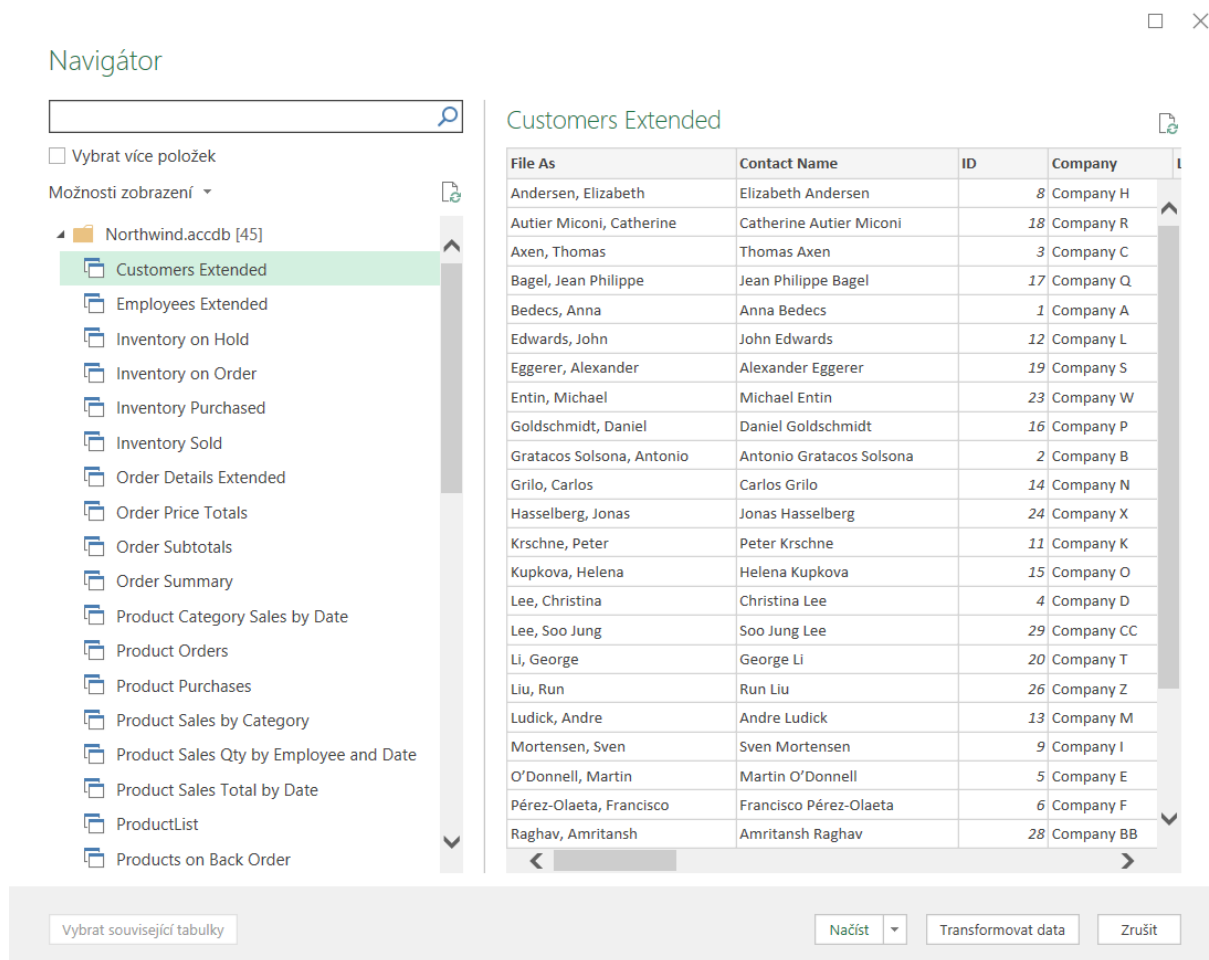 Navigátor
Vybrat více položek
Možnosti zobrazení
Northwind.accdb [45]
Customers Extended
Employees Extended
Inventory on Hold
Inventory on Order
Inventory Purchased
Inventory Sold
Order Details Extended
Order Price Totals
Order Subtotals
Order Summary
Product Category Sales by Date
Product Orders
Product Purchases
Product Sales by Category
Product Sales Qty by Employee and Date
Product Sales Total by Date
ProductList
Products on Back Order
Customers Extended
File As Contact Name ID Company
Andersen, Elizabeth Elizabeth Andersen 8 Company H
Autier Miconi, Catherine Catherine Autier Miconi 18 Company R
Axen, Thomas Thomas Axen 3 Company C
Bagel, Jean Philippe Jean Philippe Bagel 17 Company Q
Bedecs, Anna Anna Bedecs 1 Company A
Edwards, John John Edwards 12 Company L
Eggerer, Alexander Alexander Eggerer 19 Company S
Entin, Michael Michael Entin 23 Company W
Goldschmidt, Daniel Daniel Goldschmidt 16 Company P
Gratacos Solsona, Antonio Antonio Gratacos Solsona 2 Company B
Grilo, Carlos Carlos Grilo 14 Company N
Hasselberg, Jonas Jonas Hasselberg 24 Company X
Krschne, Peter Peter Krschne 11 Company K
Kupkova, Helena Helena Kupkova 15 Company O
Lee, Christina Christina Lee 4 Company D
Lee, Soo Jung Soo Jung Lee 29 Company CC
Li, George George Li 20 Company T
Liu, Run Run Liu 26 Company Z
Ludick, Andre Andre Ludick 13 Company M
Mortensen, Sven Sven Mortensen 9 Company I
O’Donnell, Martin Martin O’Donnell 5 Company E
Pérez-Olaeta, Francisco Francisco Pérez-Olaeta 6 Company F
Raghav, Amritansh Amritansh Raghav 28 Company BB
Vybrat související tabulky
Načíst
Transformovat data
Zrušit